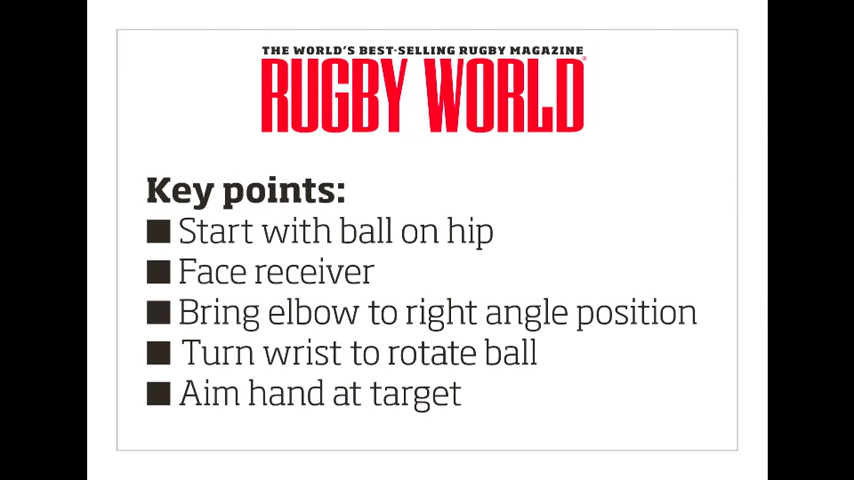 THE WORLD'S BEST-SELLING RUGBY MAGAZINE
RUGBY WORLD®
Key points:
■ Start with ball on hip
■ Face receiver
■ Bring elbow to right angle position
■ Turn wrist to rotate ball
■ Aim hand at target